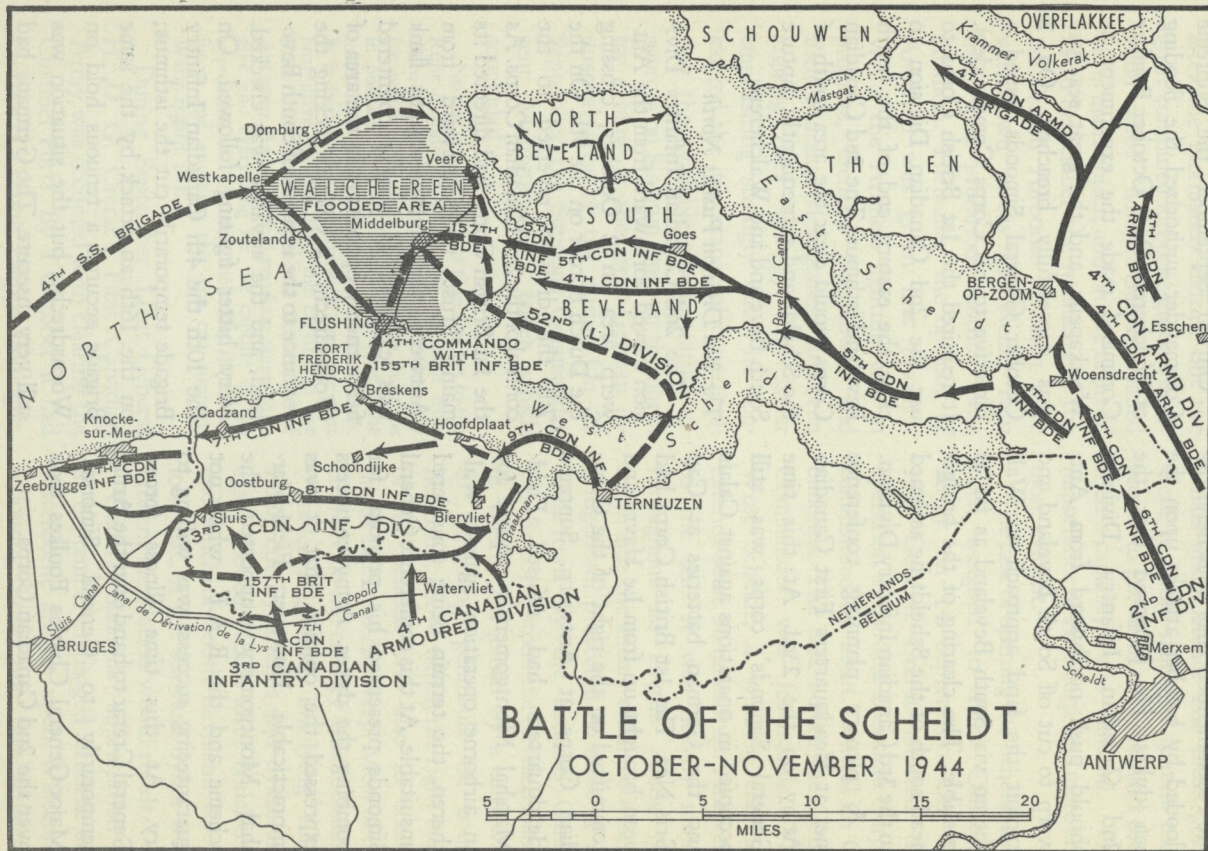 OVERFLAKKEE
SCHOUWEN
Krammer
Volkerak
4TH CDN ARMD
BRIGADE
Mastgat
NORTH
BEVELAND
THOLEN
Domburg
Veere
Westkapelle
WALCHEREN
FLOODED AREA
Middelburg
Zoutelande
4TH S.S. BRIGADE
NORTH SEA
157TH
BDE
5TH
CDN
INF
BDE
SOUTH
BEVELAND
Goes
5TH CDN INF BDE
4TH CDN INF BDE
Beveland Canal
East Scheldt
4TH CDN
ARMD BDE
BERGEN-
OP-ZOOM
4TH CDN ARMD DIV
4TH CDN ARMD BDE
Esschen
FLUSHING
52ND (L) DIVISION
4TH COMMANDO
WITH
155TH BRIT INF BDE
FORT
FREDERIK
HENDRIK
Breskens
5TH CDN
INF BDE
Woensdrecht
4TH CDN
INF BDE
5TH CDN
INF BDE
West Scheldt
Knocke-
sur-Mer
Cadzand
7TH CDN INF BDE
Hoofdplaat
9TH CDN INF
BDE
Schoondijke
7TH CDN
INF BDE
Zeebrugge
Oostburg
8TH CDN INF BDE
TERNEUZEN
Biervliet
Braakman
Sluis
3RD CDN INF DIV
6TH CDN
INF BDE
157TH BRIT
INF BDE
Leopold
Canal
Watervliet
4TH CANADIAN
ARMOURED DIVISION
Sluis Canal
Canal de Dérivation de la Lys
7TH
CDN
INF BDE
3RD CANADIAN
INFANTRY DIVISION
BRUGES
NETHERLANDS
BELGIUM
2ND CDN
INF DIV
Merxem
Scheldt
ANTWERP
BATTLE OF THE SCHELDT
OCTOBER-NOVEMBER 1944
5 0 5 10 15 20
MILES